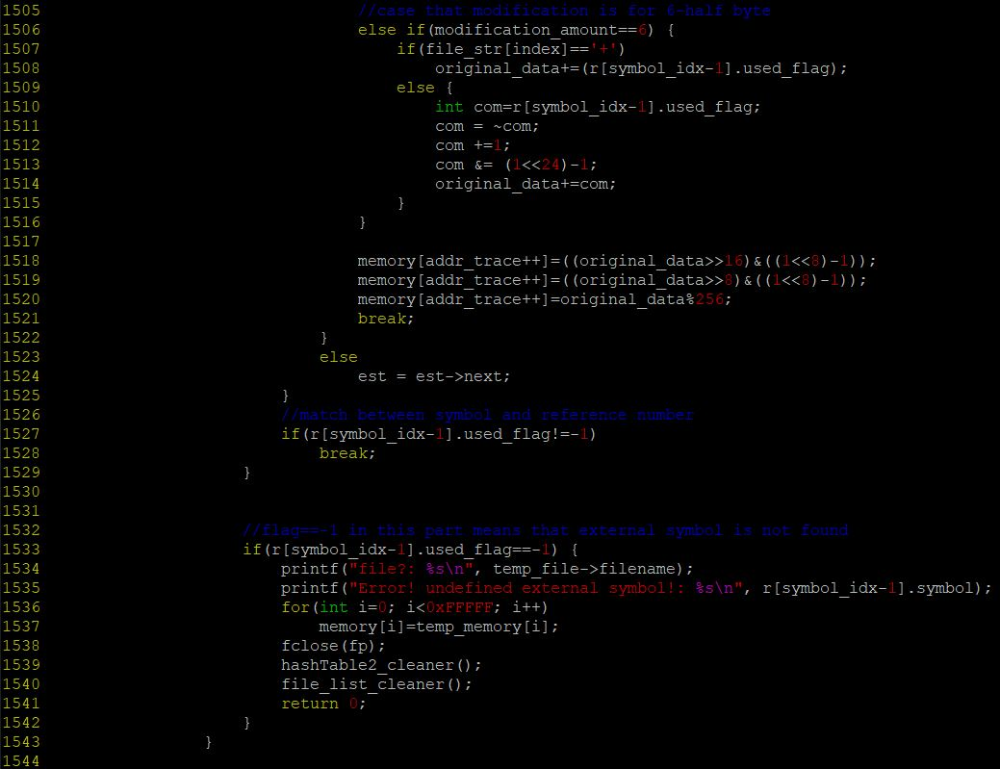 1505                                 //case that modification is for 6-half byte
1506                                 else if(modification_amount==6) {
1507                                     if(file_str[index]=='+')
1508                                         original_data+=(r[symbol_idx-1].used_flag);
1509                                     else {
1510                                         int com=r[symbol_idx-1].used_flag;
1511                                         com = ~com;
1512                                         com +=1;
1513                                         com &= (1<<24)-1;
1514                                         original_data+=com;
1515                                     }
1516                                 }
1517
1518                                 memory[addr_trace++]=((original_data>>16)&((1<<8)-1));
1519                                 memory[addr_trace++]=((original_data>>8)&((1<<8)-1));
1520                                 memory[addr_trace++]=original_data%256;
1521                                 break;
1522                             }
1523                             else
1524                                 est = est->next;
1525                         }
1526                         //match between symbol and reference number
1527                         if(r[symbol_idx-1].used_flag!=-1)
1528                             break;
1529                     }
1530
1531
1532                     //flag==-1 in this part means that external symbol is not found
1533                     if(r[symbol_idx-1].used_flag==-1) {
1534                         printf("file?: %s\n", temp_file->filename);
1535                         printf("Error! undefined external symbol!: %s\n", r[symbol_idx-1].symbol);
1536                         for(int i=0; i<0xFFFFF; i++)
1537                             memory[i]=temp_memory[i];
1538                         fclose(fp);
1539                         hashTable2_cleaner();
1540                         file_list_cleaner();
1541                         return 0;
1542                     }
1543                 }
1544